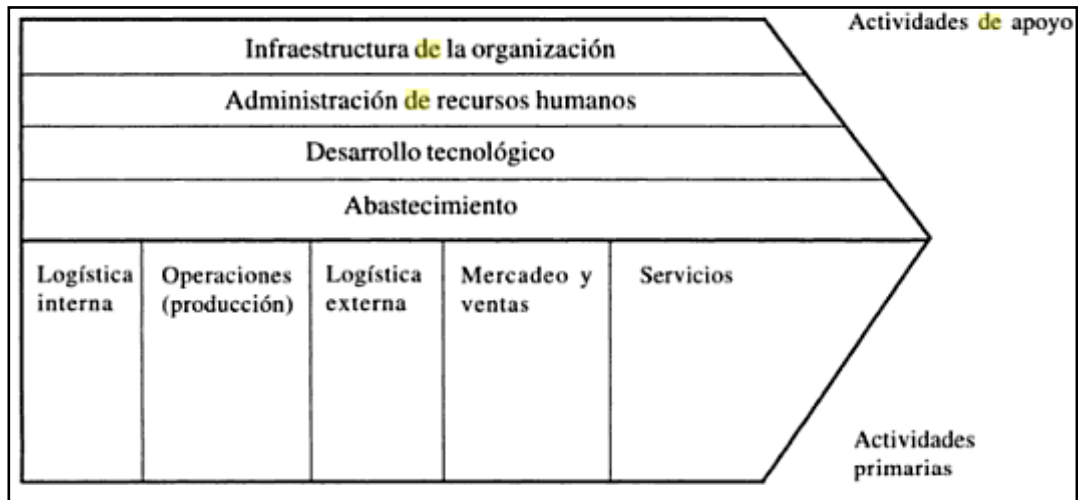 Actividades de apoyo
Infraestructura de la organización
Administración de recursos humanos
Desarrollo tecnológico
Abastecimiento
Logística
interna
Operaciones
(producción)
Logística
externa
Mercadeo y
ventas
Servicios
Actividades
primarias